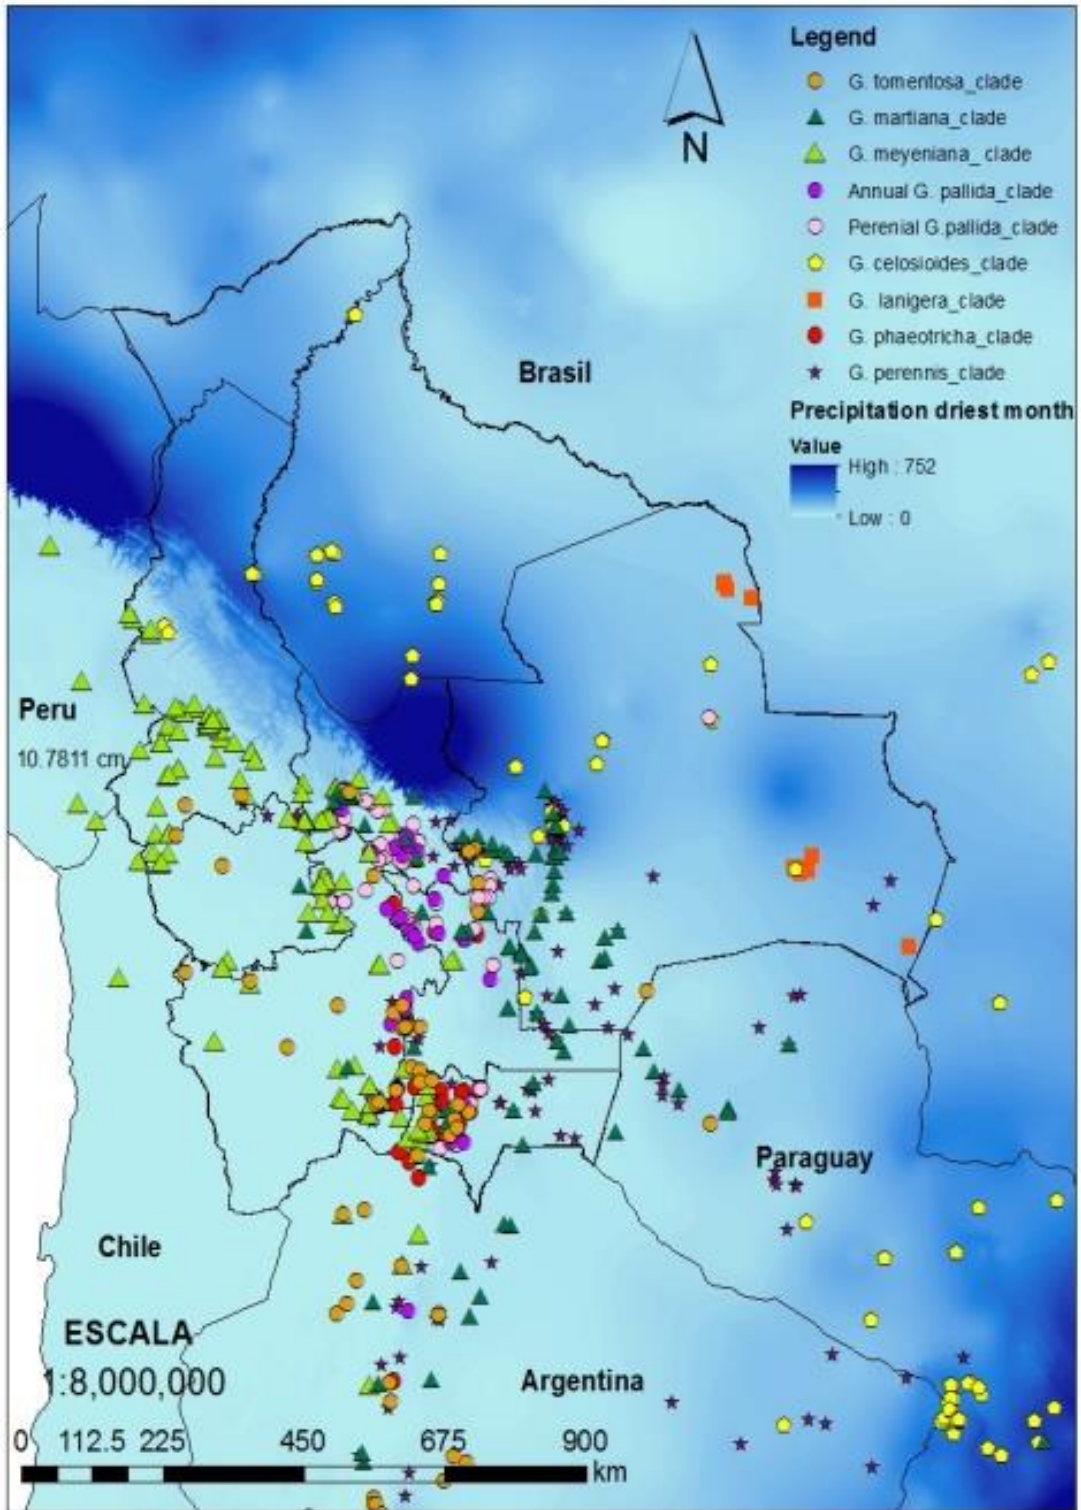 Legend
G. tomentosa_clade
G. martiana_clade
G. meyeniana_ clade
Annual G. pallida_clade
Perenial G.pallida_clade
G. celosioides_clade
G. lanigera_clade
G. phaeotricha_clade
G. perennis_clade
Precipitation driest month
Value
High : 752
Low : 0
N
Brasil
Peru
10.7811 cm
Paraguay
Chile
Argentina
ESCALA
1:8,000,000
0 112.5 225 450 675 900
km